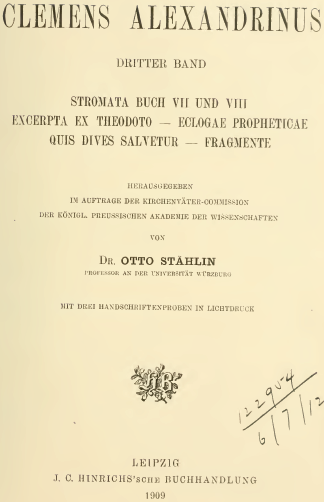 CLEMENS ALEXANDRINUS
DRITTER BAND
STROMATA BUCH VII UND VIII
EXCERPTA EX THEODOTO — ECLOGAE PROPHETICAE
QUIS DIVES SALVETUR — FRAGMENTE
HERAUSGEGEBEN
IM AUFTRAGE DER KIRCHENVÄTER-COMMISSION
DER KÖNIGL. PREUSSISCHEN AKADEMIE DER WISSENSCHAFTEN
VON
DR. OTTO STÄHLIN
PROFESSOR AN DER UNIVERSITÄT WÜRZBURG
MIT DREI HANDSCHRIFTENPROBEN IN LICHTDRUCK
122954
6/7/12
LEIPZIG
J. C. HINRICHS'SCHE BUCHHANDLUNG
1909